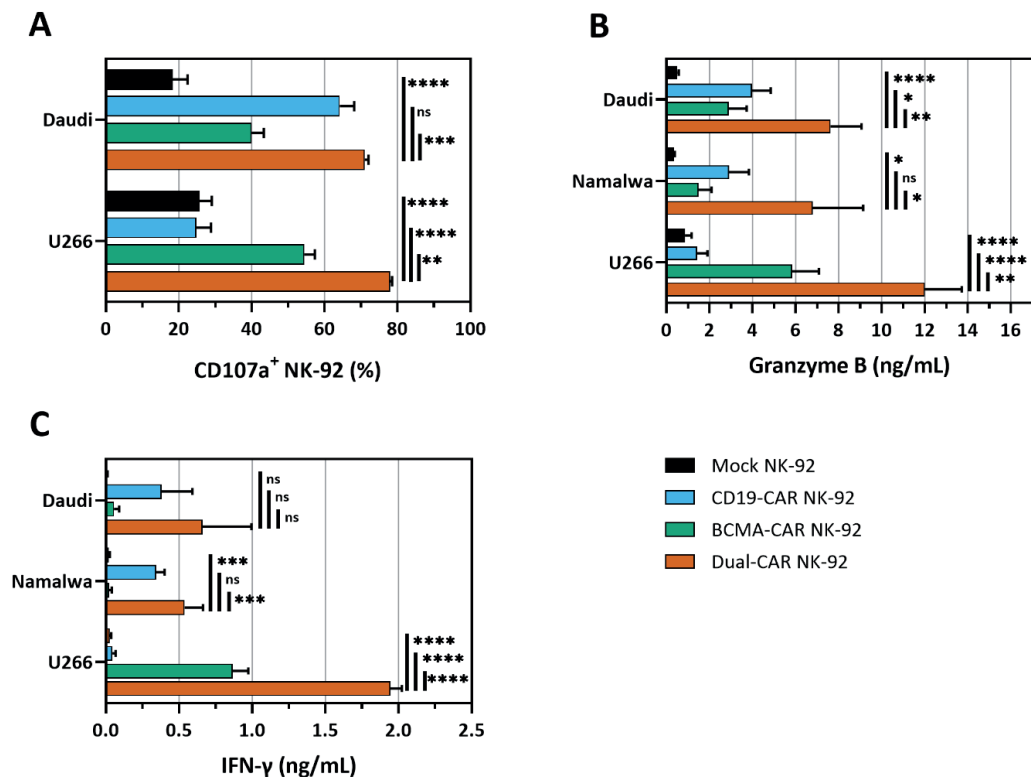 A
Daudi
U266
****
ns
***
****
****
**
0
20
40
60
80
100
CD107a⁺ NK-92 (%)
B
Daudi
Namalwa
U266
****
*
**
*
ns
*
****
****
**
0
2
4
6
8
10
12
14
16
Granzyme B (ng/mL)
C
Daudi
Namalwa
U266
ns
ns
ns
***
ns
***
****
****
****
0.0
0.5
1.0
1.5
2.0
2.5
IFN-γ (ng/mL)
Mock NK-92
CD19-CAR NK-92
BCMA-CAR NK-92
Dual-CAR NK-92